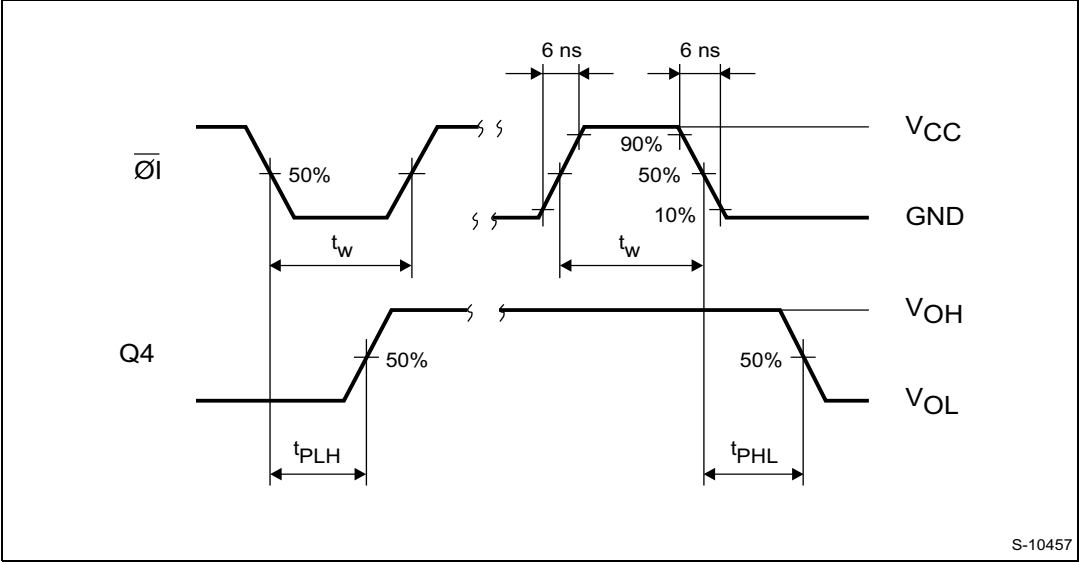 6 ns 6 ns
VCC
90%
ØI 50% 50%
10% GND
tw tw
VOH
Q4 50% 50%
VOL
tPLH tPHL
S-10457